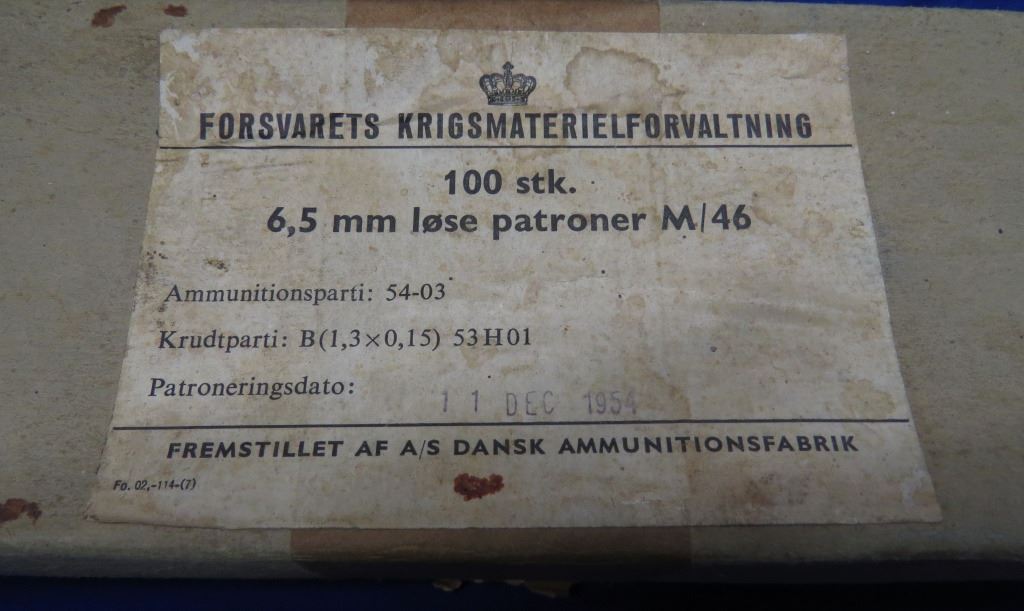 FORSVARETS KRIGSMATERIELFORVALTNING
100 stk.
6,5 mm løse patroner M/46
Ammunitionsparti: 54-03
Krudtparti: B(1,3×0,15) 53H01
Patroneringsdato: 11 DEC 1954
FREMSTILLET AF A/S DANSK AMMUNITIONSFABRIK
Fo. 02,-114-(7)